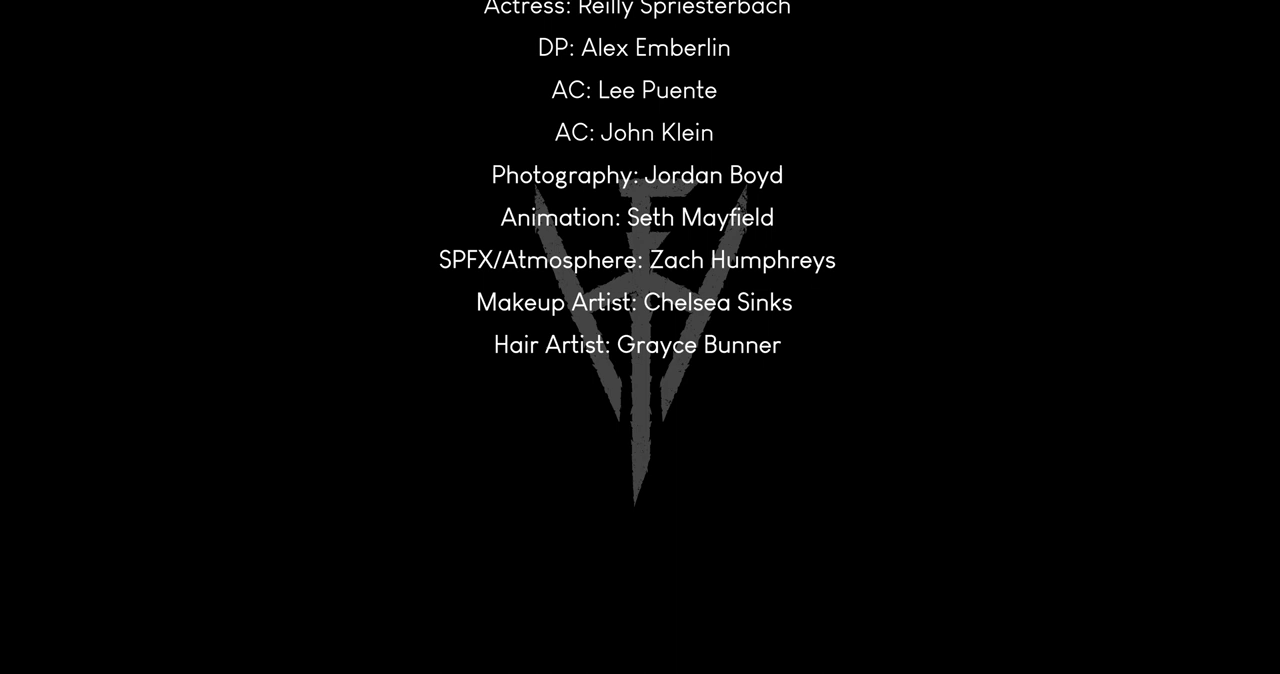 Actress: Reilly Spriesterbach
DP: Alex Emberlin
AC: Lee Puente
AC: John Klein
Photography: Jordan Boyd
Animation: Seth Mayfield
SPFX/Atmosphere: Zach Humphreys
Makeup Artist: Chelsea Sinks
Hair Artist: Grayce Bunner